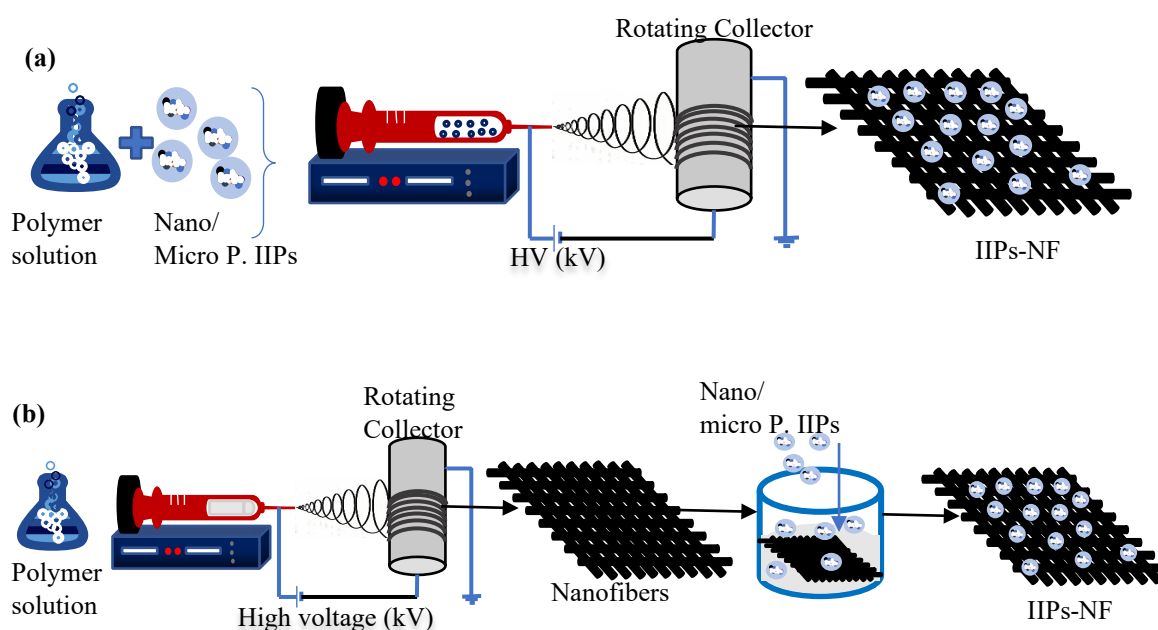 Rotating Collector
(a)
Polymer
solution
Nano/
Micro P. IIPs
HV (kV)
IIPs-NF
(b)
Rotating
Collector
Nano/
micro P. IIPs
Polymer
solution
High voltage (kV)
Nanofibers
IIPs-NF